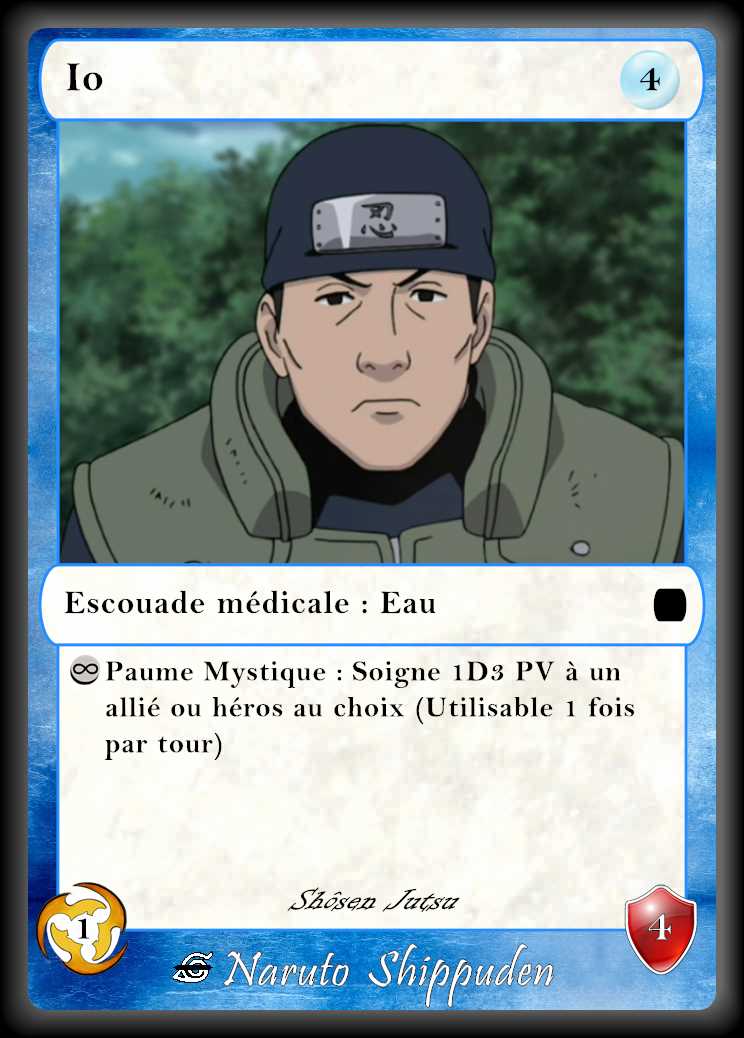 Io
4
忍
Escouade médicale : Eau
∞ Paume Mystique : Soigne 1D3 PV à un
allié ou héros au choix (Utilisable 1 fois
par tour)
Shôsen Jutsu
1
4
Naruto Shippuden